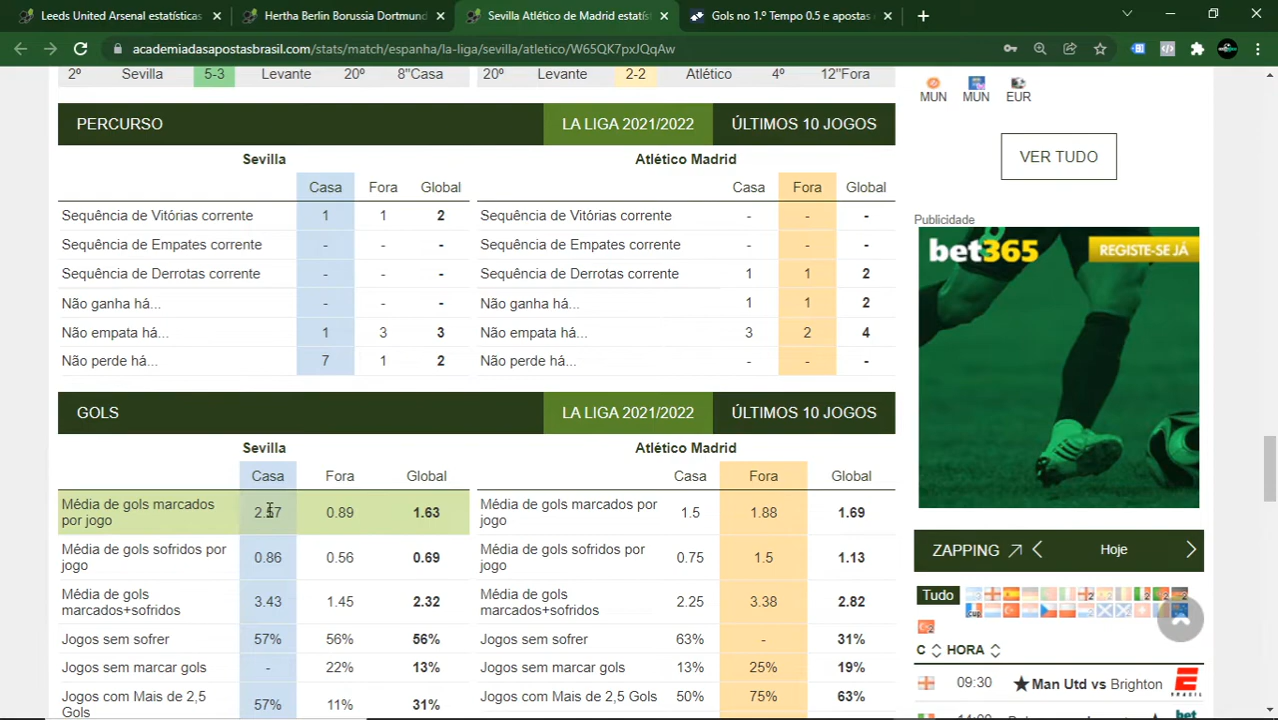 Leeds United Arsenal estatísticas
Hertha Berlin Borussia Dortmund
Sevilla Atlético de Madrid estatís
Gols no 1.º Tempo 0.5 e apostas
academiadasapostasbrasil.com/stats/match/espanha/la-liga/sevilla/atletico/W65QK7pxJQqAw
2º Sevilla 5-3 Levante 20º 8"Casa
20º Levante 2-2 Atlético 4º 12"Fora
MUN MUN EUR
VER TUDO
PERCURSO LA LIGA 2021/2022 ÚLTIMOS 10 JOGOS
Sevilla Atlético Madrid
Casa Fora Global Casa Fora Global
Sequência de Vitórias corrente 1 1 2 Sequência de Vitórias corrente - - -
Sequência de Empates corrente - - - Sequência de Empates corrente - - -
Sequência de Derrotas corrente - - - Sequência de Derrotas corrente 1 1 2
Não ganha há... - - - Não ganha há... 1 1 2
Não empata há... 1 3 3 Não empata há... 3 2 4
Não perde há... 7 1 2 Não perde há... - - -
Publicidade
bet365 REGISTE-SE JÁ
GOLS LA LIGA 2021/2022 ÚLTIMOS 10 JOGOS
Sevilla Atlético Madrid
Casa Fora Global Casa Fora Global
Média de gols marcados por jogo 2.57 0.89 1.63 Média de gols marcados por jogo 1.5 1.88 1.69
Média de gols sofridos por jogo 0.86 0.56 0.69 Média de gols sofridos por jogo 0.75 1.5 1.13
Média de gols marcados+sofridos 3.43 1.45 2.32 Média de gols marcados+sofridos 2.25 3.38 2.82
Jogos sem sofrer 57% 56% 56% Jogos sem sofrer 63% - 31%
Jogos sem marcar gols - 22% 13% Jogos sem marcar gols 13% 25% 19%
Jogos com Mais de 2,5 Gols 57% 11% 31% Jogos com Mais de 2,5 Gols 50% 75% 63%
ZAPPING Hoje
Tudo
C HORA
09:30 Man Utd vs Brighton